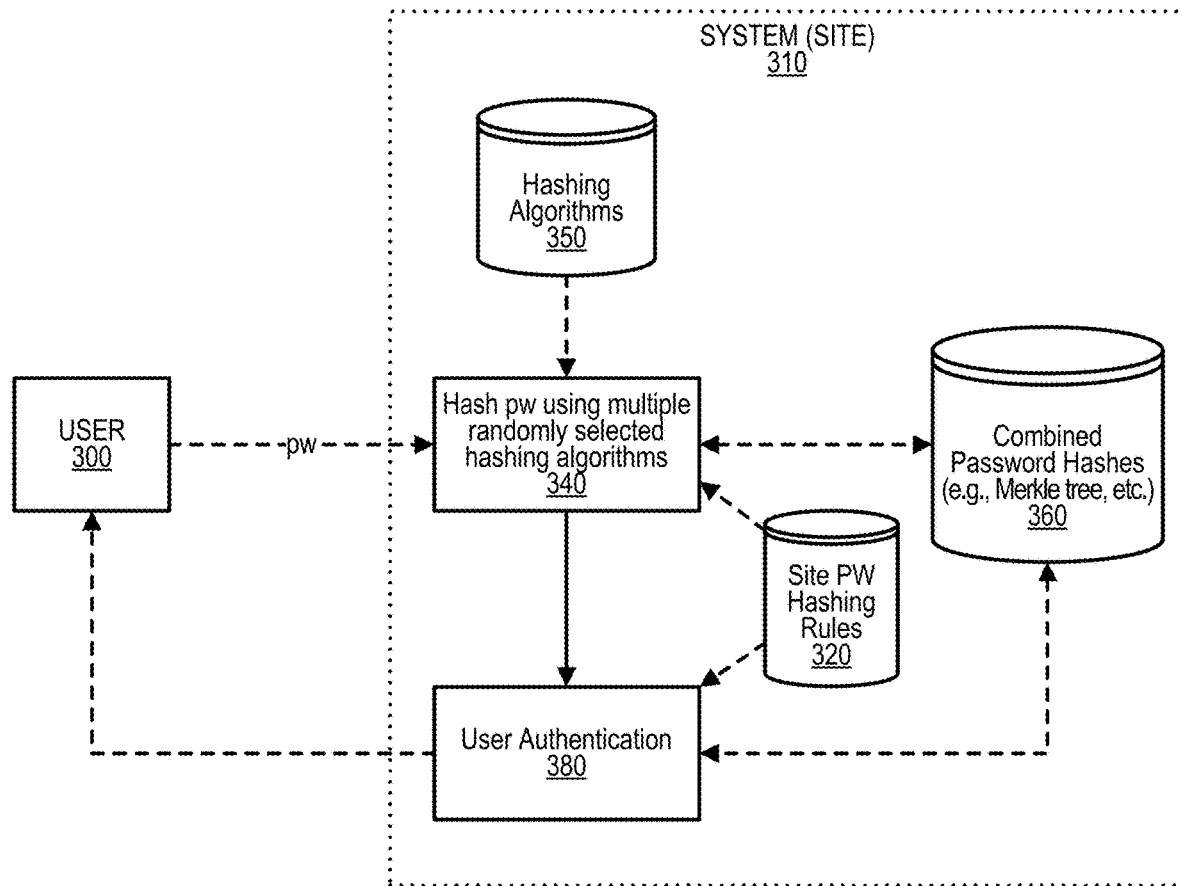 SYSTEM (SITE)
310
Hashing
Algorithms
350
USER
300
pw
Hash pw using multiple
randomly selected
hashing algorithms
340
Combined
Password Hashes
(e.g., Merkle tree, etc.)
360
Site PW
Hashing
Rules
320
User Authentication
380